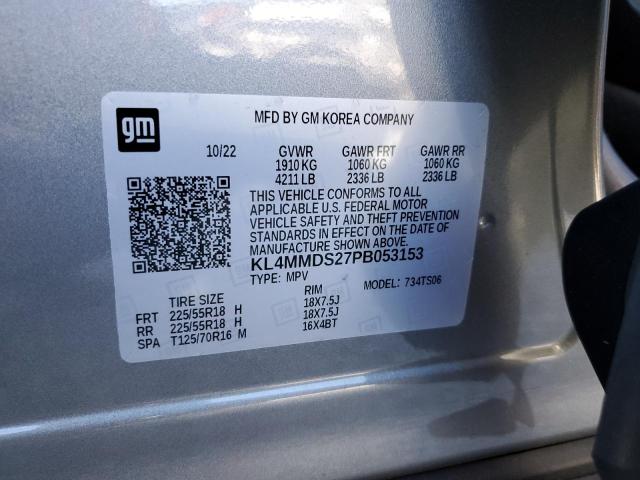 gm
MFD BY GM KOREA COMPANY
10/22 GVWR GAWR FRT GAWR RR
1910 KG 1060 KG 1060 KG
4211 LB 2336 LB 2336 LB
THIS VEHICLE CONFORMS TO ALL
APPLICABLE U.S. FEDERAL MOTOR
VEHICLE SAFETY AND THEFT PREVENTION
STANDARDS IN EFFECT ON THE DATE OF
MANUFACTURE SHOWN ABOVE.
KL4MMDS27PB053153
TYPE: MPV MODEL: 734TS06
TIRE SIZE RIM
FRT 225/55R18 H 18X7.5J
RR 225/55R18 H 18X7.5J
SPA T125/70R16 M 16X4BT